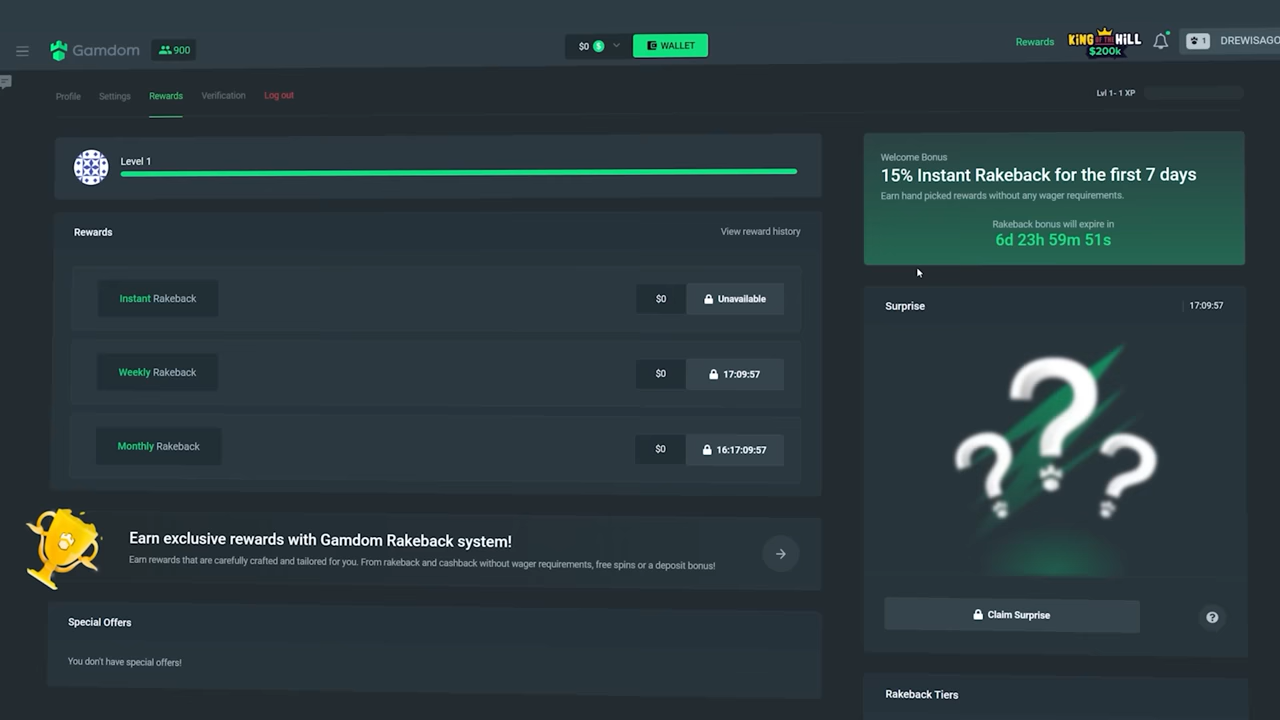 Gamdom
900
$0
WALLET
Rewards
KING OF THE HILL
$200k
1
DREWISAGO
Profile
Settings
Rewards
Verification
Log out
Lvl 1- 1 XP
Level 1
Welcome Bonus
15% Instant Rakeback for the first 7 days
Earn hand picked rewards without any wager requirements.
Rakeback bonus will expire in
6d 23h 59m 51s
Rewards
View reward history
Instant Rakeback
$0
Unavailable
Weekly Rakeback
$0
17:09:57
Monthly Rakeback
$0
16:17:09:57
Surprise
17:09:57
???
Claim Surprise
?
Earn exclusive rewards with Gamdom Rakeback system!
Earn rewards that are carefully crafted and tailored for you. From rakeback and cashback without wager requirements, free spins or a deposit bonus!
Special Offers
You don't have special offers!
Rakeback Tiers